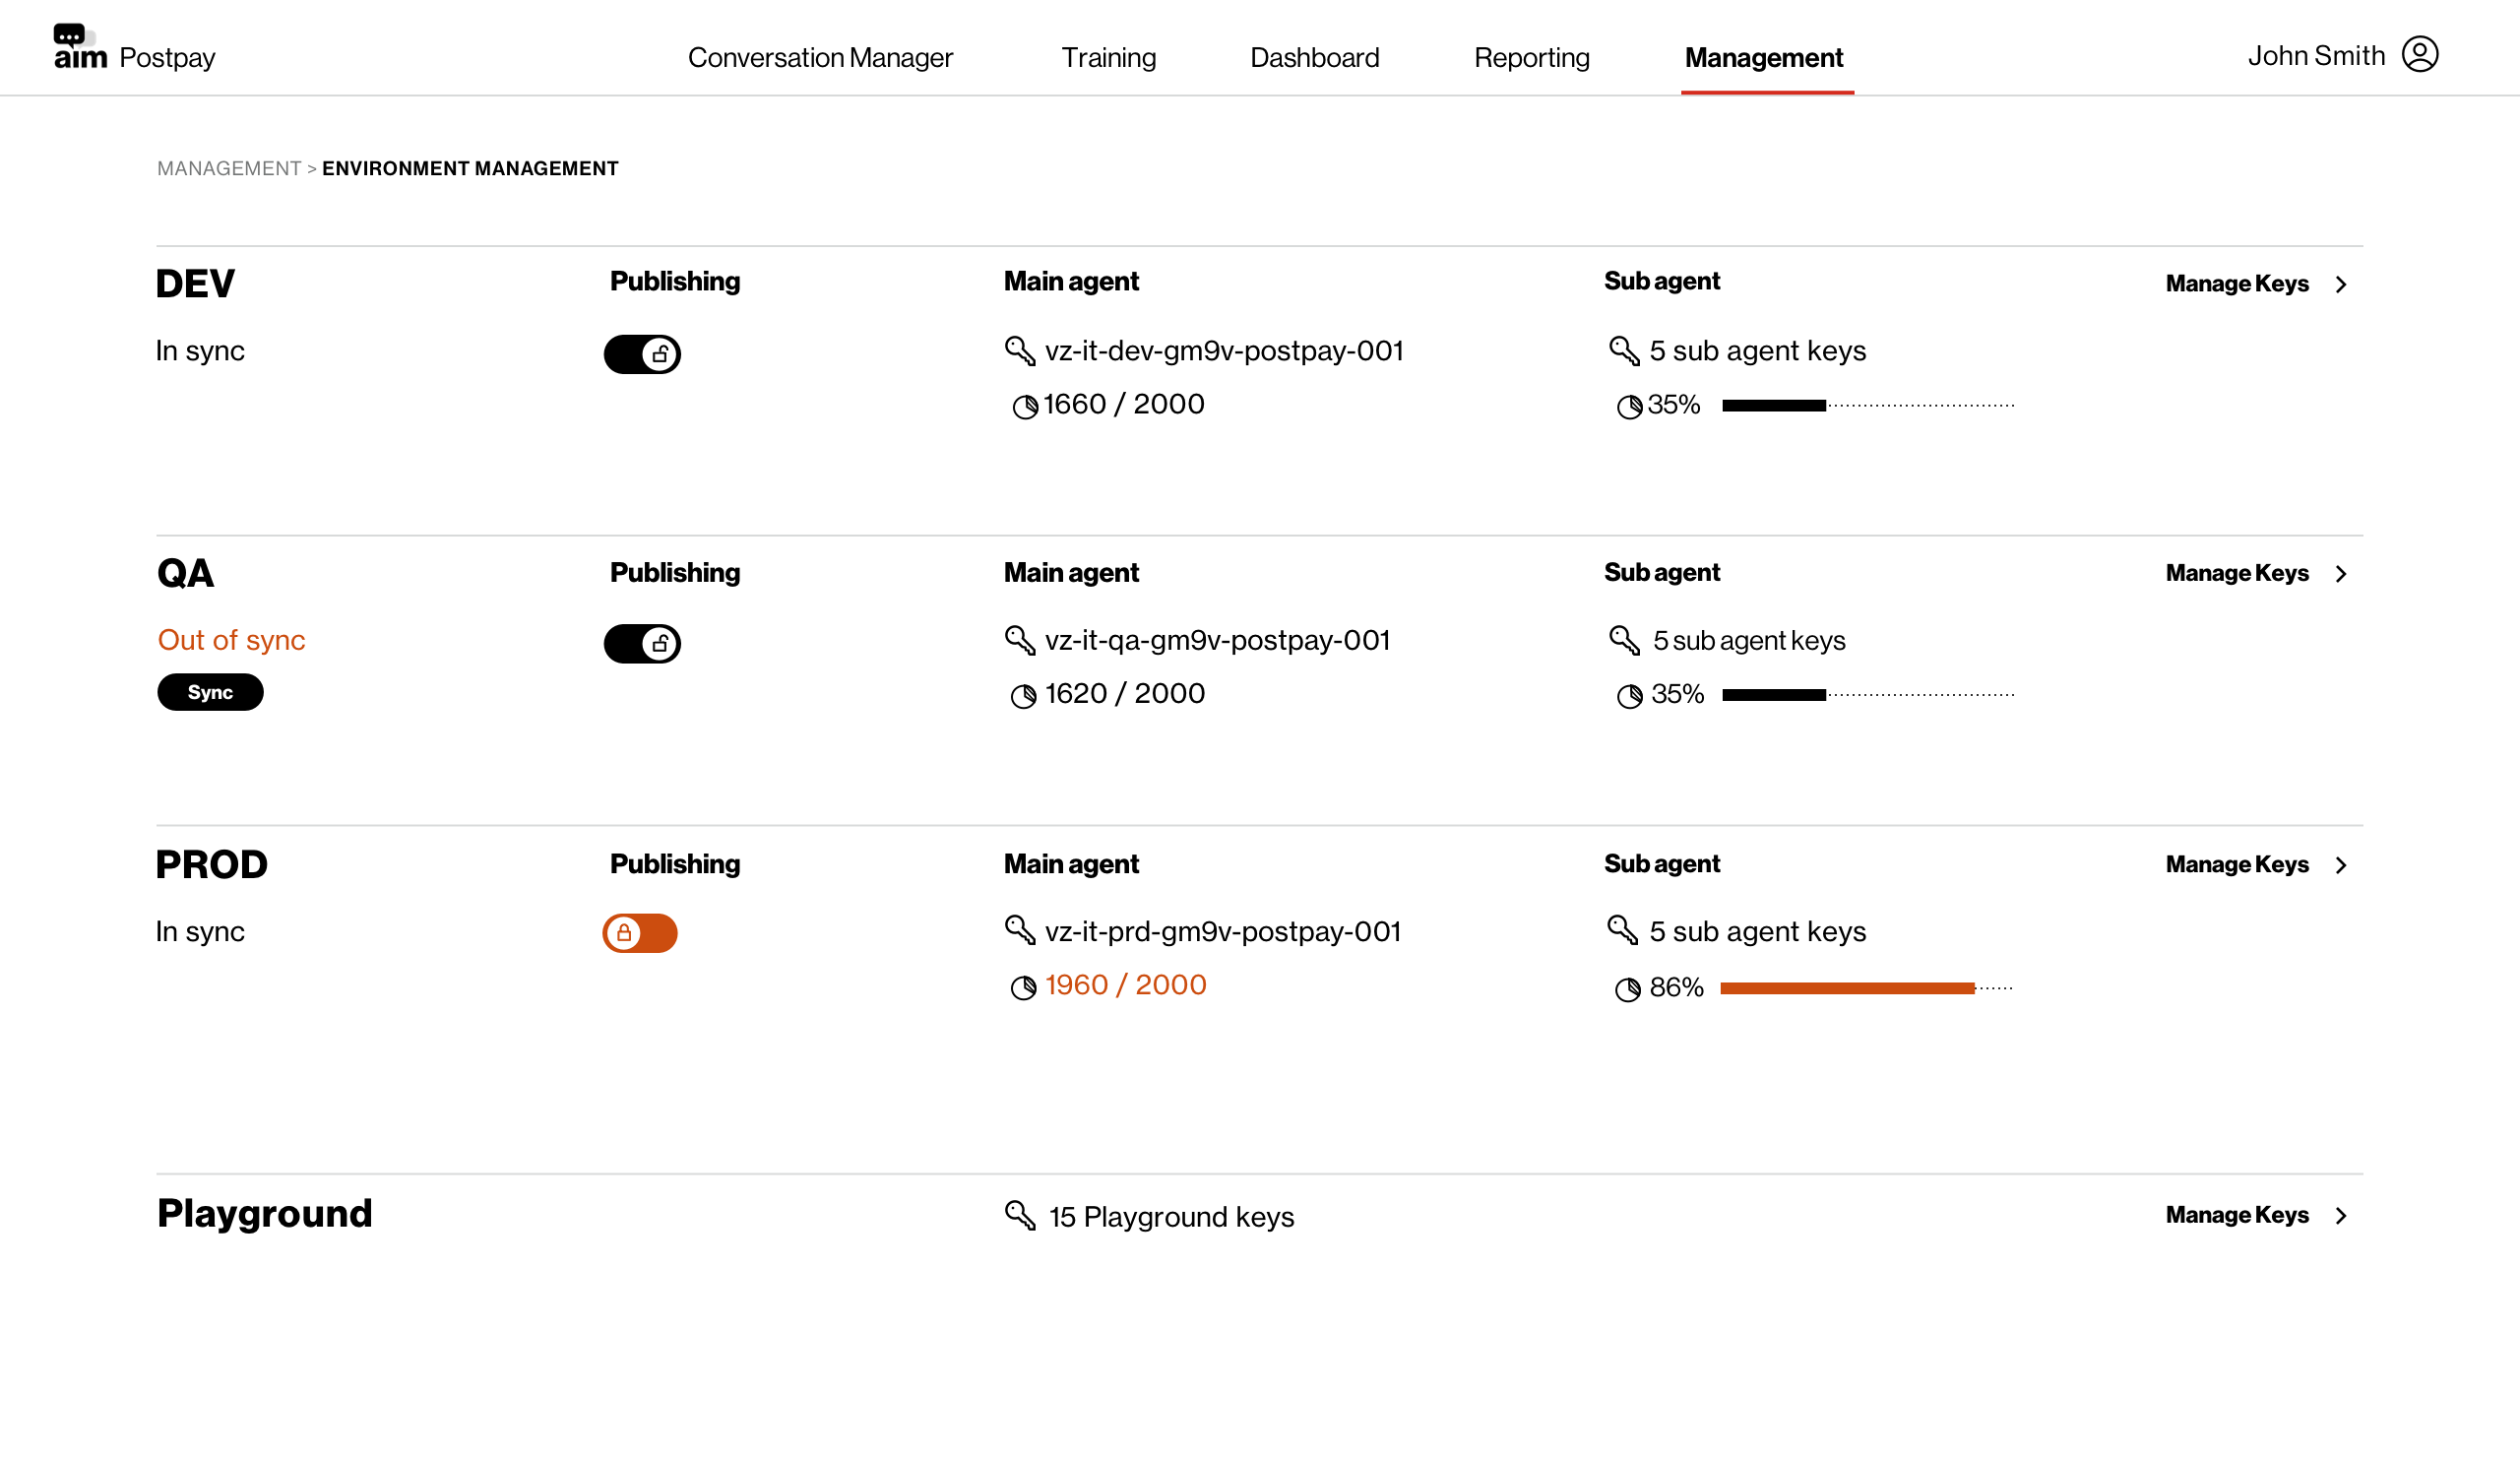 aim Postpay Conversation Manager Training Dashboard Reporting Management John Smith
MANAGEMENT > ENVIRONMENT MANAGEMENT
DEV Publishing Main agent Sub agent Manage Keys
In sync vz-it-dev-gm9v-postpay-001 5 sub agent keys
1660 / 2000 35%
QA Publishing Main agent Sub agent Manage Keys
Out of sync vz-it-qa-gm9v-postpay-001 5 sub agent keys
Sync 1620 / 2000 35%
PROD Publishing Main agent Sub agent Manage Keys
In sync vz-it-prd-gm9v-postpay-001 5 sub agent keys
1960 / 2000 86%
Playground 15 Playground keys Manage Keys